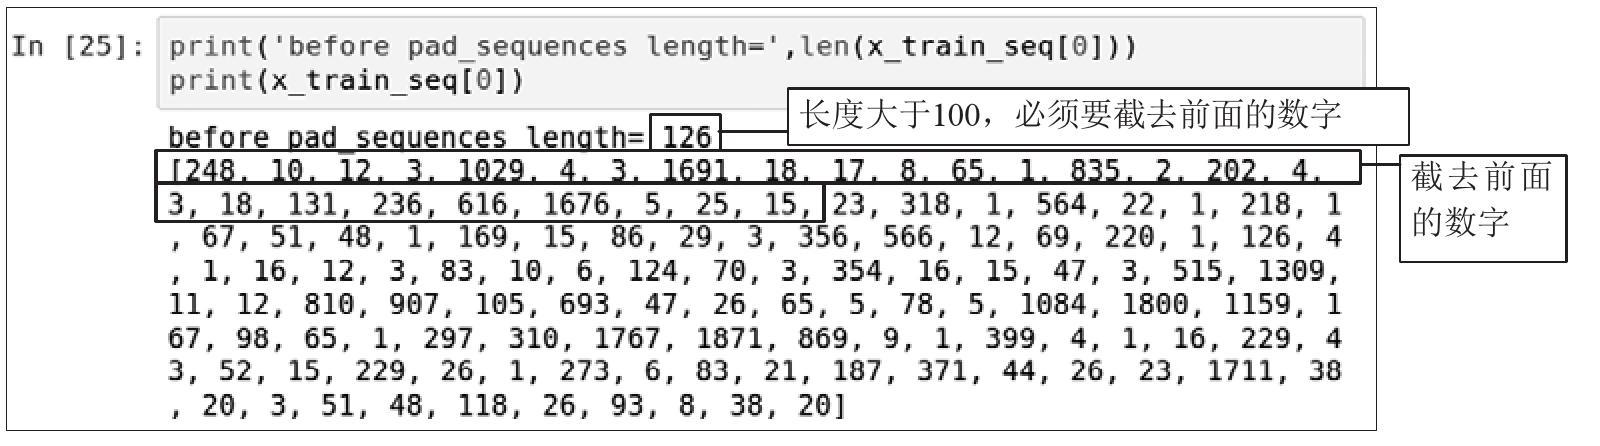 In [25]: print('before pad_sequences length=',len(x_train_seq[0]))
print(x_train_seq[0])
长度大于100，必须要截去前面的数字
before pad_sequences length= 126
[248, 10, 12, 3, 1029, 4, 3, 1691, 18, 17, 8, 65, 1, 835, 2, 202, 4,
截去前面
的数字
3, 18, 131, 236, 616, 1676, 5, 25, 15, 23, 318, 1, 564, 22, 1, 218, 1
, 67, 51, 48, 1, 169, 15, 86, 29, 3, 356, 566, 12, 69, 220, 1, 126, 4
, 1, 16, 12, 3, 83, 10, 6, 124, 70, 3, 354, 16, 15, 47, 3, 515, 1309,
11, 12, 810, 907, 105, 693, 47, 26, 65, 5, 78, 5, 1084, 1800, 1159, 1
67, 98, 65, 1, 297, 310, 1767, 1871, 869, 9, 1, 399, 4, 1, 16, 229, 4
3, 52, 15, 229, 26, 1, 273, 6, 83, 21, 187, 371, 44, 26, 23, 1711, 38
, 20, 3, 51, 48, 118, 26, 93, 8, 38, 20]